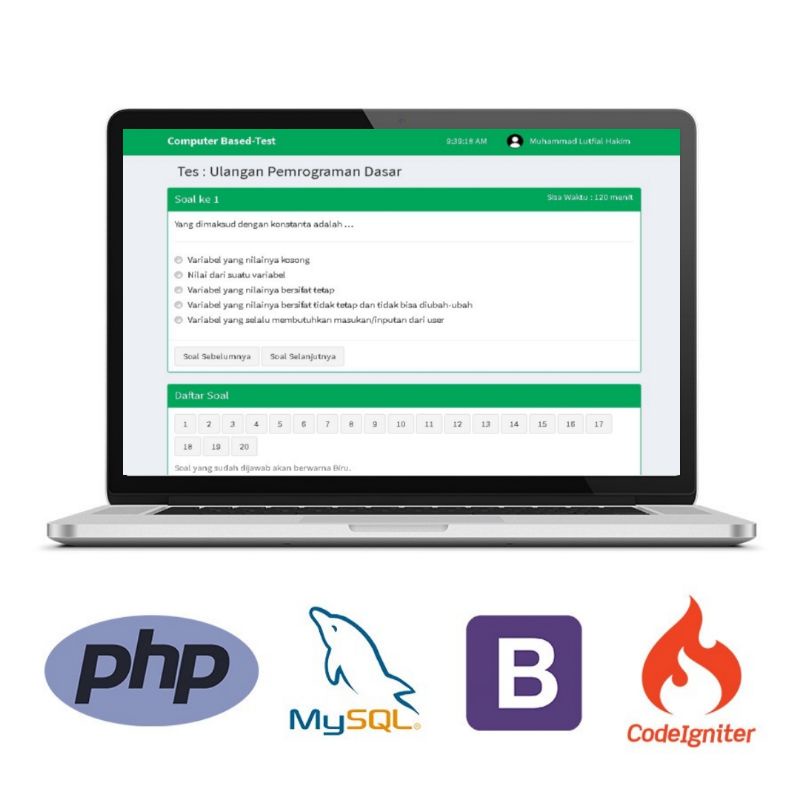 Computer Based-Test
9:39:18 AM
Muhammad Lutfial Hakim
Tes : Ulangan Pemrograman Dasar
Soal ke 1
Sisa Waktu : 120 menit
Yang dimaksud dengan konstanta adalah ...
Variabel yang nilainya kosong
Nilai dari suatu variabel
Variabel yang nilainya bersifat tetap
Variabel yang nilainya bersifat tidak tetap dan tidak bisa diubah-ubah
Variabel yang selalu membutuhkan masukan/inputan dari user
Soal Sebelumnya Soal Selanjutnya
Daftar Soal
1 2 3 4 5 6 7 8 9 10 11 12 13 14 15 16 17
18 19 20
Soal yang sudah dijawab akan berwarna Biru.
php
MySQL®
B
CodeIgniter